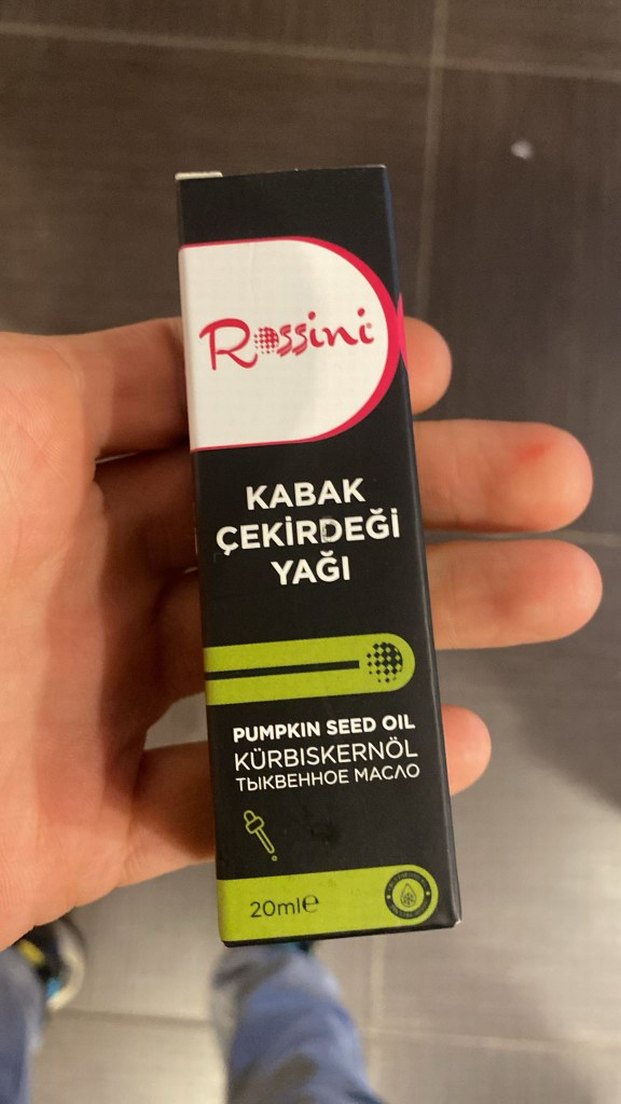 Rossini
KABAK
ÇEKİRDEĞİ
YAĞI
PUMPKIN SEED OIL
KÜRBISKERNÖL
ТЫКВЕННОЕ МАСЛО
20ml℮